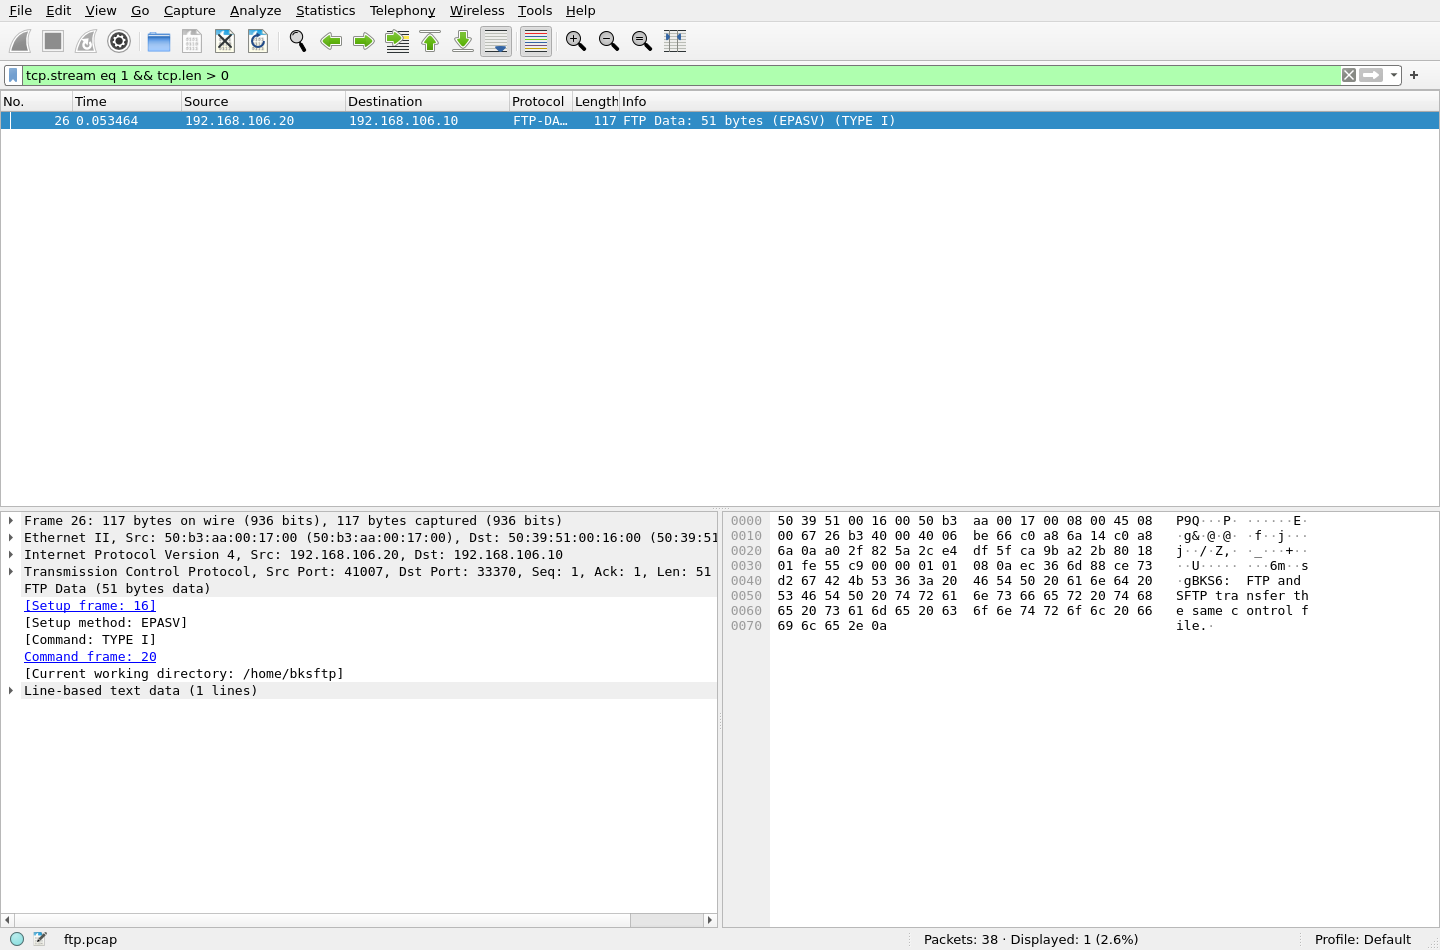 File Edit View Go Capture Analyze Statistics Telephony Wireless Tools Help
tcp.stream eq 1 && tcp.len > 0
No. Time Source Destination Protocol Length Info
26 0.053464 192.168.106.20 192.168.106.10 FTP-DA… 117 FTP Data: 51 bytes (EPASV) (TYPE I)
Frame 26: 117 bytes on wire (936 bits), 117 bytes captured (936 bits)
Ethernet II, Src: 50:b3:aa:00:17:00 (50:b3:aa:00:17:00), Dst: 50:39:51:00:16:00 (50:39:51
Internet Protocol Version 4, Src: 192.168.106.20, Dst: 192.168.106.10
Transmission Control Protocol, Src Port: 41007, Dst Port: 33370, Seq: 1, Ack: 1, Len: 51
FTP Data (51 bytes data)
[Setup frame: 16]
[Setup method: EPASV]
[Command: TYPE I]
Command frame: 20
[Current working directory: /home/bksftp]
Line-based text data (1 lines)
0000 50 39 51 00 16 00 50 b3 aa 00 17 00 08 00 45 08 P9Q···P· ······E·
0010 00 67 26 b3 40 00 40 06 be 66 c0 a8 6a 14 c0 a8 ·g&·@·@· ·f··j···
0020 6a 0a a0 2f 82 5a 2c e4 df 5f ca 9b a2 2b 80 18 j··/·Z,· ·_···+··
0030 01 fe 55 c9 00 00 01 01 08 0a ec 36 6d 88 ce 73 ··U····· ···6m··s
0040 d2 67 42 4b 53 36 3a 20 46 54 50 20 61 6e 64 20 ·gBKS6: FTP and
0050 53 46 54 50 20 74 72 61 6e 73 66 65 72 20 74 68 SFTP tra nsfer th
0060 65 20 73 61 6d 65 20 63 6f 6e 74 72 6f 6c 20 66 e same c ontrol f
0070 69 6c 65 2e 0a ile.·
ftp.pcap Packets: 38 · Displayed: 1 (2.6%) Profile: Default